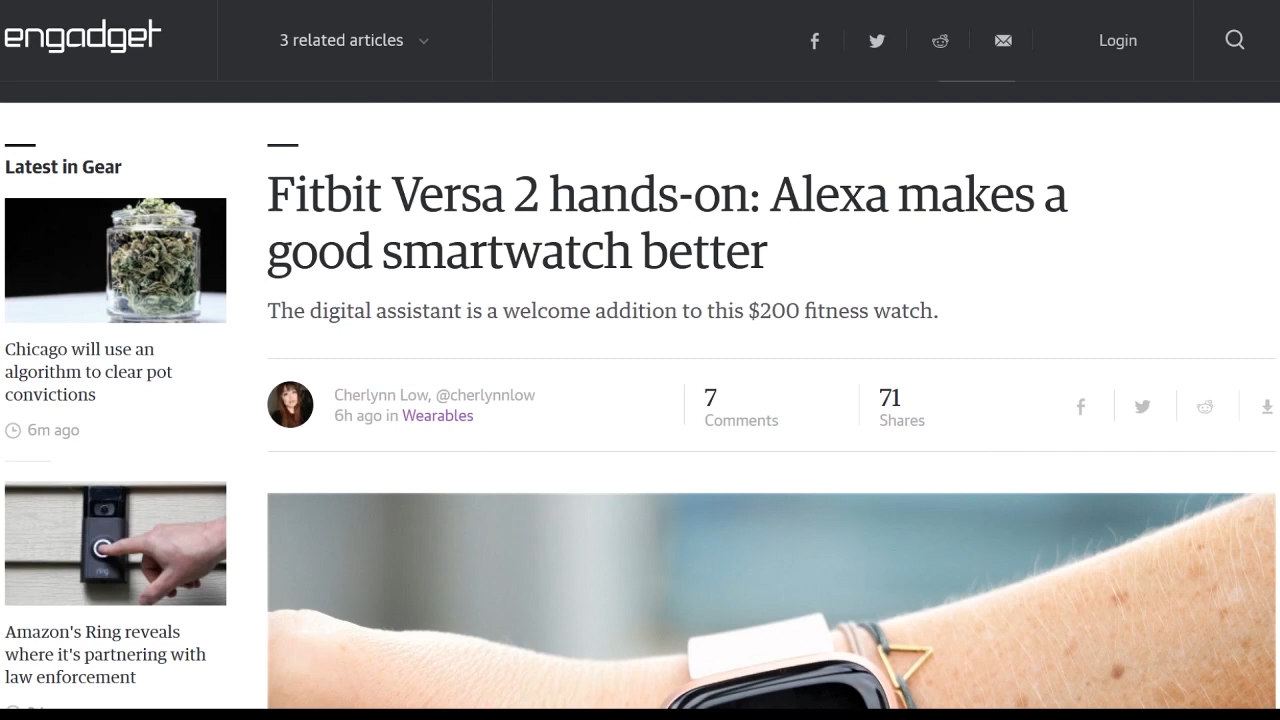 engadget
3 related articles
Login
Latest in Gear
Chicago will use an
algorithm to clear pot
convictions
6m ago
ring
Amazon's Ring reveals
where it's partnering with
law enforcement
Fitbit Versa 2 hands-on: Alexa makes a
good smartwatch better
The digital assistant is a welcome addition to this $200 fitness watch.
Cherlynn Low, @cherlynnlow
6h ago in Wearables
7
Comments
71
Shares